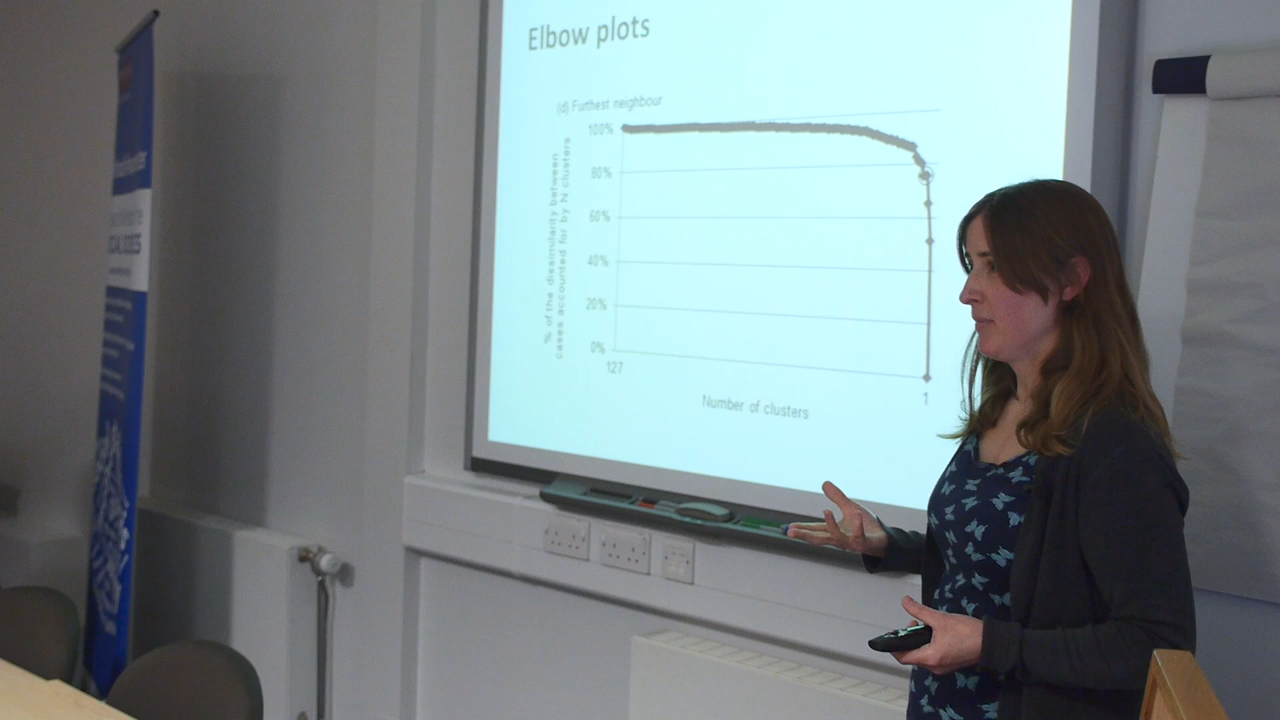 Elbow plots
(d) Furthest neighbour
% of the dissimilarity between
cases accounted for by N clusters
100%
80%
60%
40%
20%
0%
127
1
Number of clusters